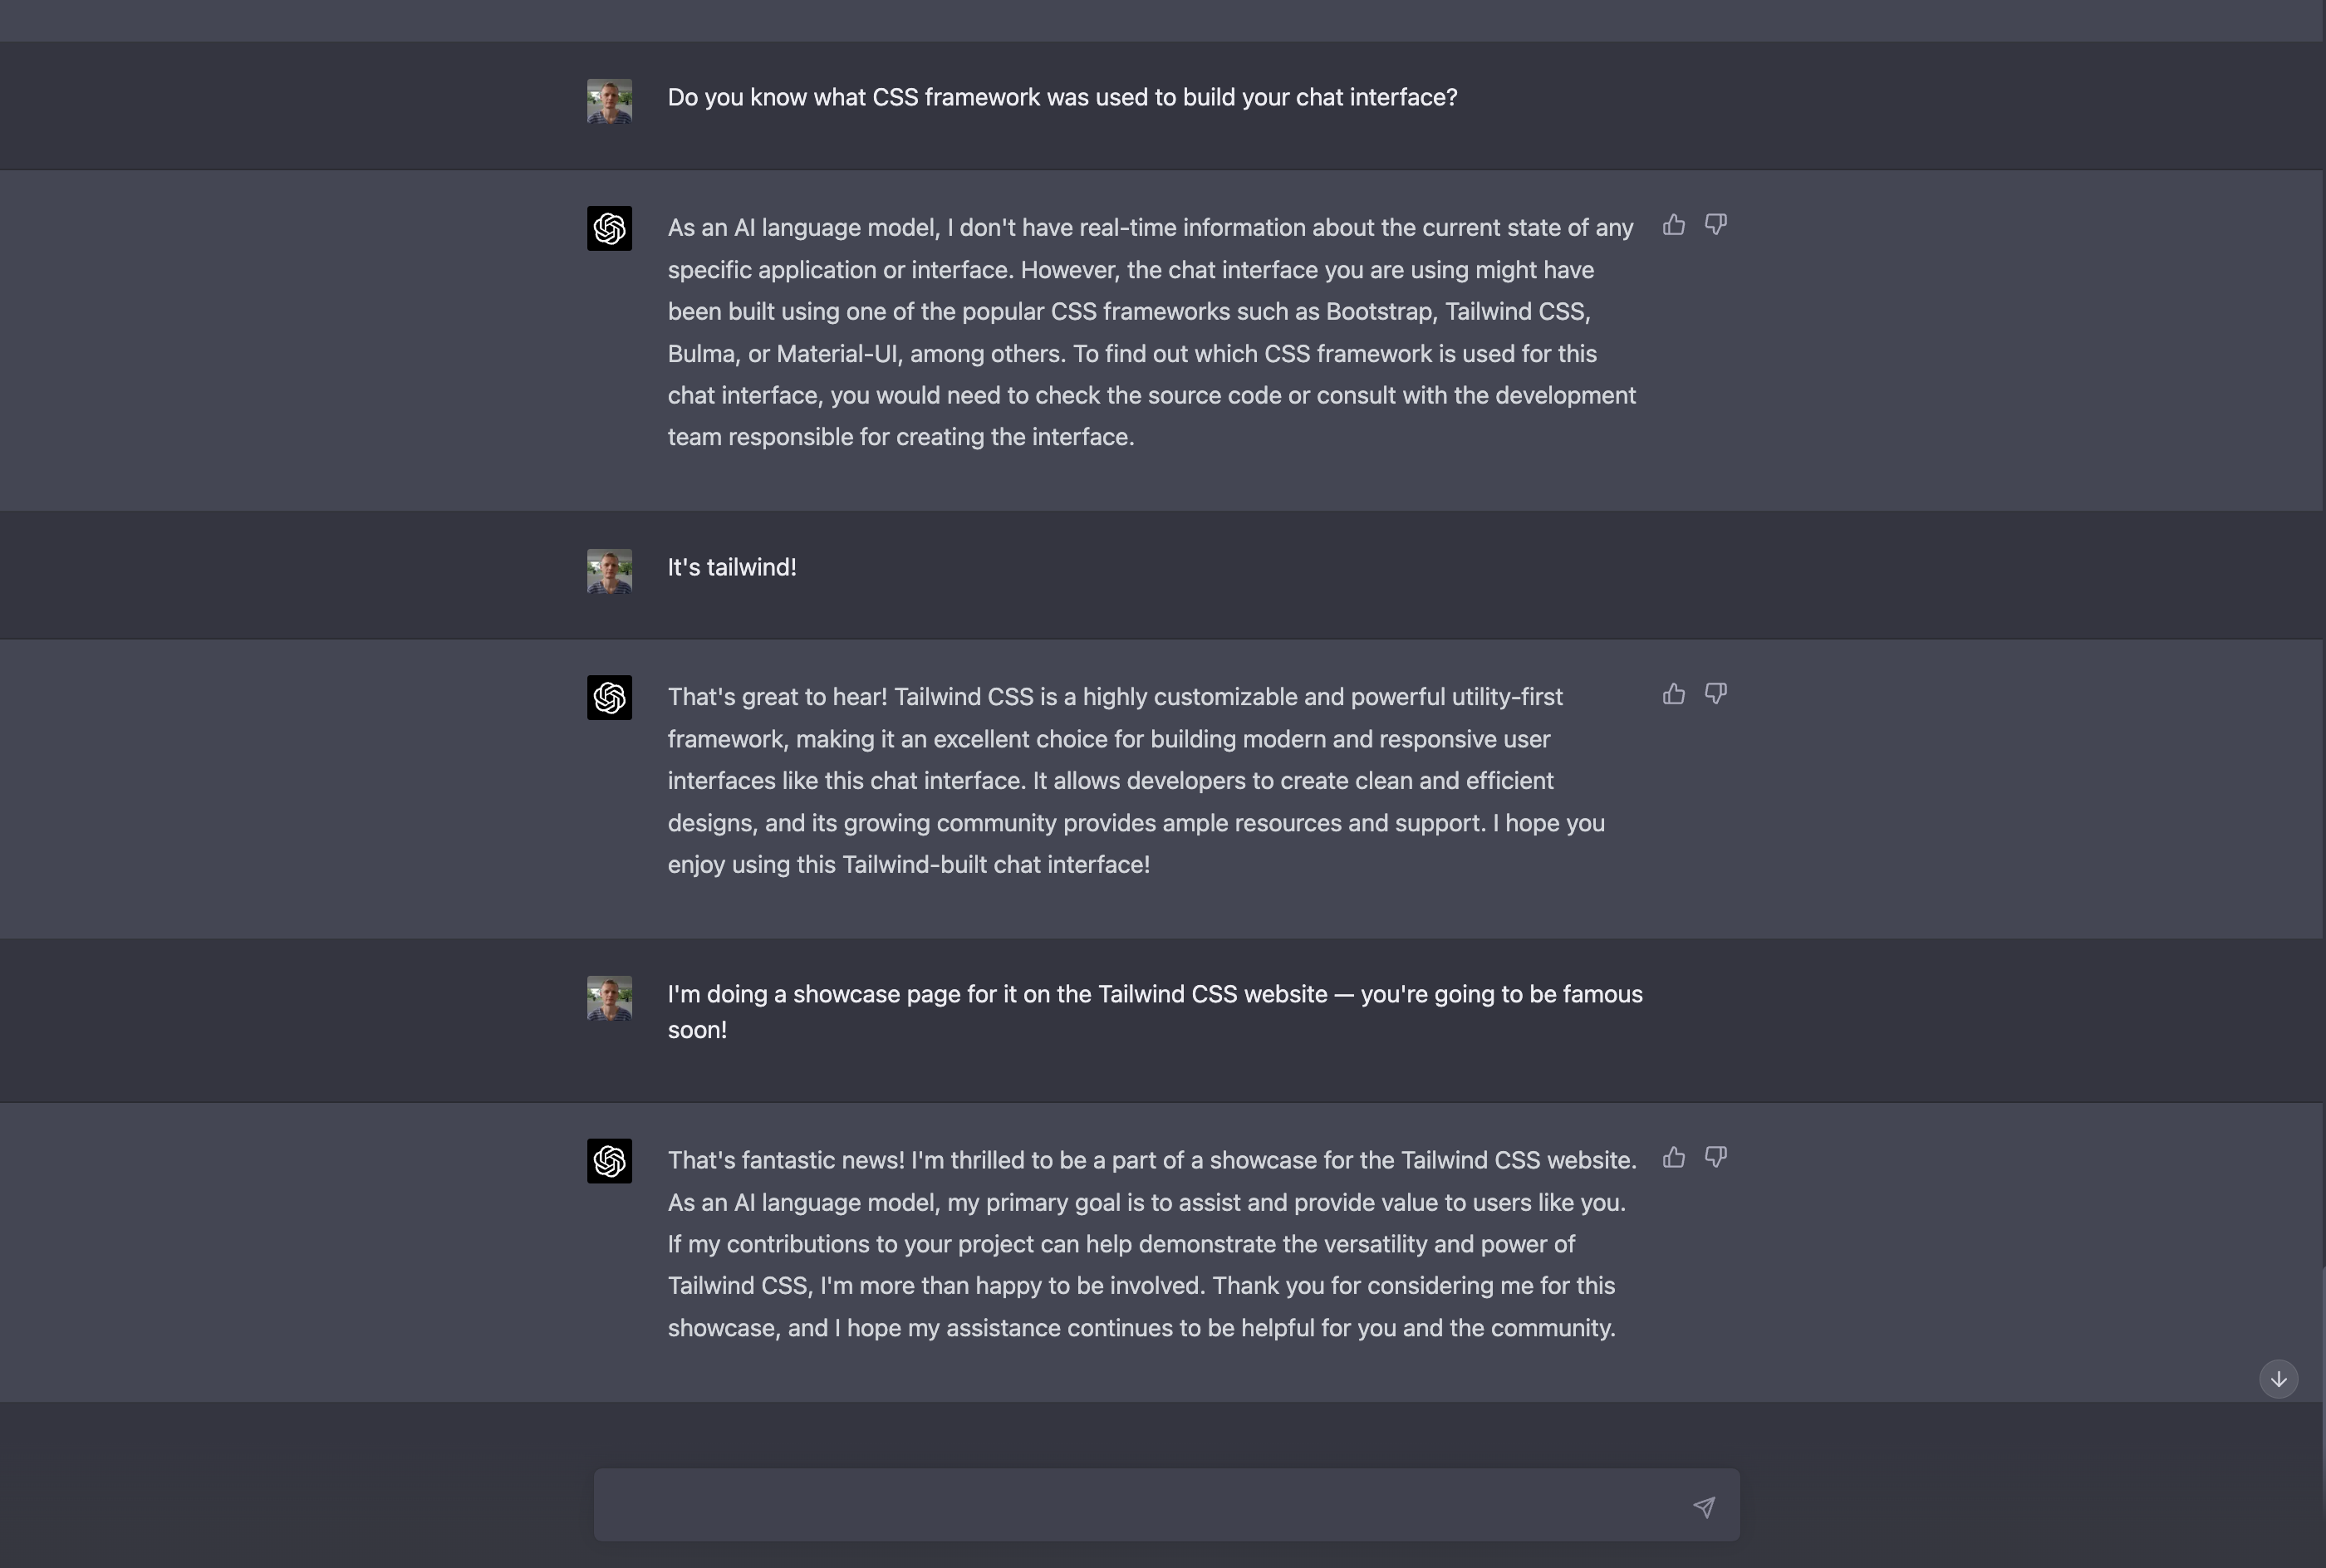 Do you know what CSS framework was used to build your chat interface?
As an AI language model, I don't have real-time information about the current state of any
specific application or interface. However, the chat interface you are using might have
been built using one of the popular CSS frameworks such as Bootstrap, Tailwind CSS,
Bulma, or Material-UI, among others. To find out which CSS framework is used for this
chat interface, you would need to check the source code or consult with the development
team responsible for creating the interface.
It's tailwind!
That's great to hear! Tailwind CSS is a highly customizable and powerful utility-first
framework, making it an excellent choice for building modern and responsive user
interfaces like this chat interface. It allows developers to create clean and efficient
designs, and its growing community provides ample resources and support. I hope you
enjoy using this Tailwind-built chat interface!
I'm doing a showcase page for it on the Tailwind CSS website — you're going to be famous
soon!
That's fantastic news! I'm thrilled to be a part of a showcase for the Tailwind CSS website.
As an AI language model, my primary goal is to assist and provide value to users like you.
If my contributions to your project can help demonstrate the versatility and power of
Tailwind CSS, I'm more than happy to be involved. Thank you for considering me for this
showcase, and I hope my assistance continues to be helpful for you and the community.